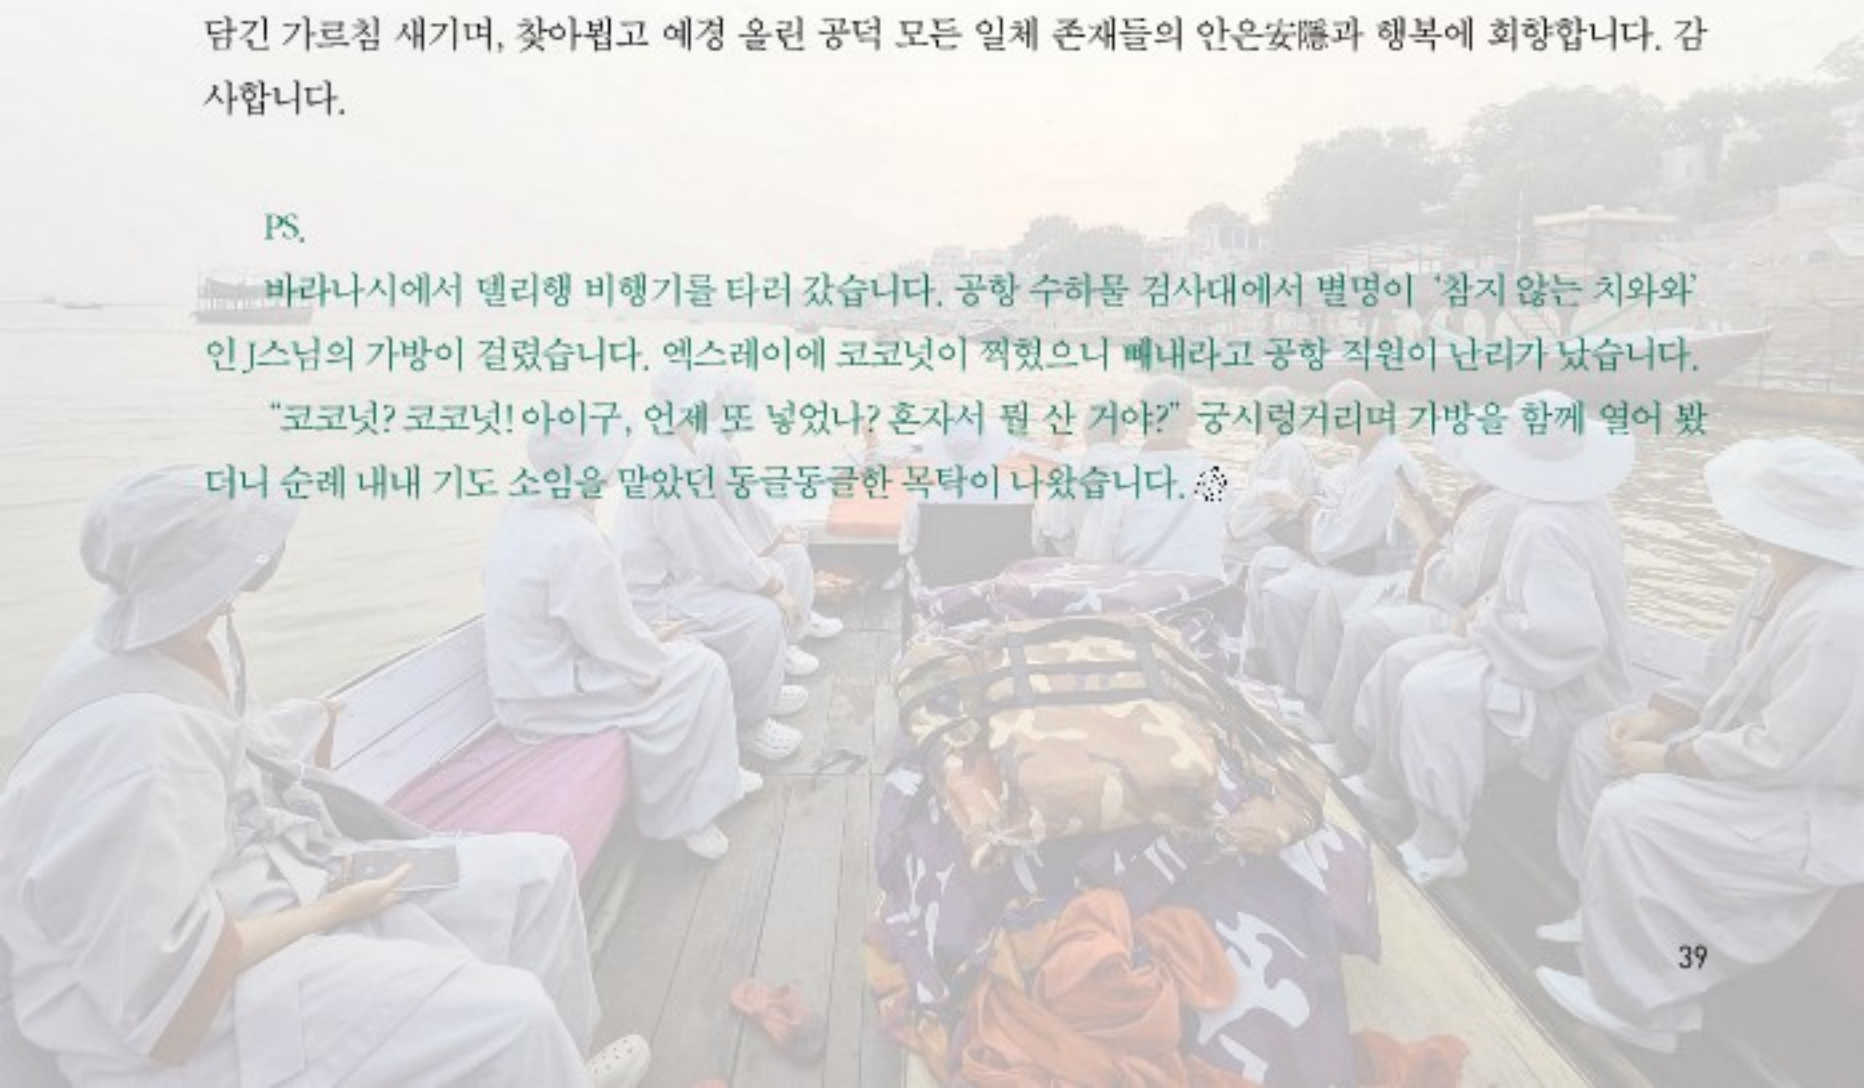 담긴 가르침 새기며, 찾아뵙고 예경 올린 공덕 모든 일체 존재들의 안은安隱과 행복에 회향합니다. 감
사합니다.
PS.
바라나시에서 델리행 비행기를 타러 갔습니다. 공항 수하물 검사대에서 별명이 ‘참지 않는 치와와’
인 J스님의 가방이 걸렸습니다. 엑스레이에 코코넛이 찍혔으니 빼내라고 공항 직원이 난리가 났습니다.
“코코넛? 코코넛! 아이구, 언제 또 넣었나? 혼자서 뭘 산 거야?” 궁시렁거리며 가방을 함께 열어 봤
더니 순례 내내 기도 소임을 맡았던 동글동글한 목탁이 나왔습니다.
39